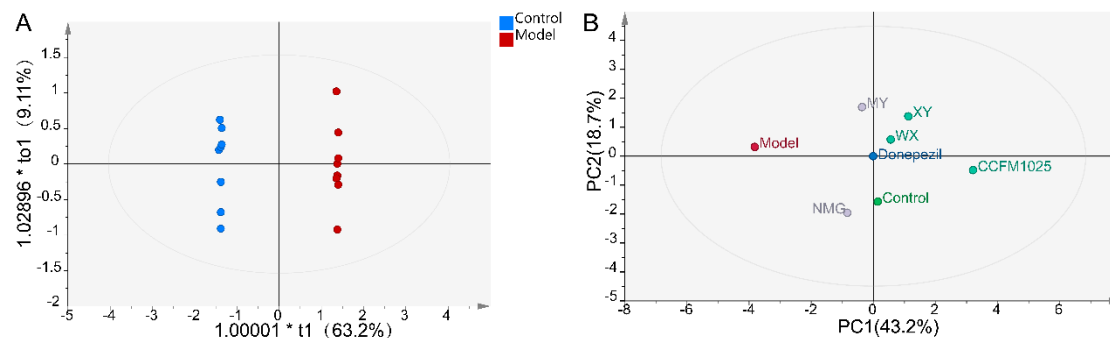 A
Control
Model
1.02896 * to1 (9.11%)
1.5
1
0.5
0
-0.5
-1
-1.5
-2
-5 -4 -3 -2 -1 0 1 2 3 4 5
1.00001 * t1 (63.2%)
B
PC2(18.7%)
5
4
3
2
1
0
-1
-2
-3
-4
-5
MY
XY
WX
Model
Donepezil
CCFM1025
Control
NMG
-8 -6 -4 -2 0 2 4 6
PC1(43.2%)